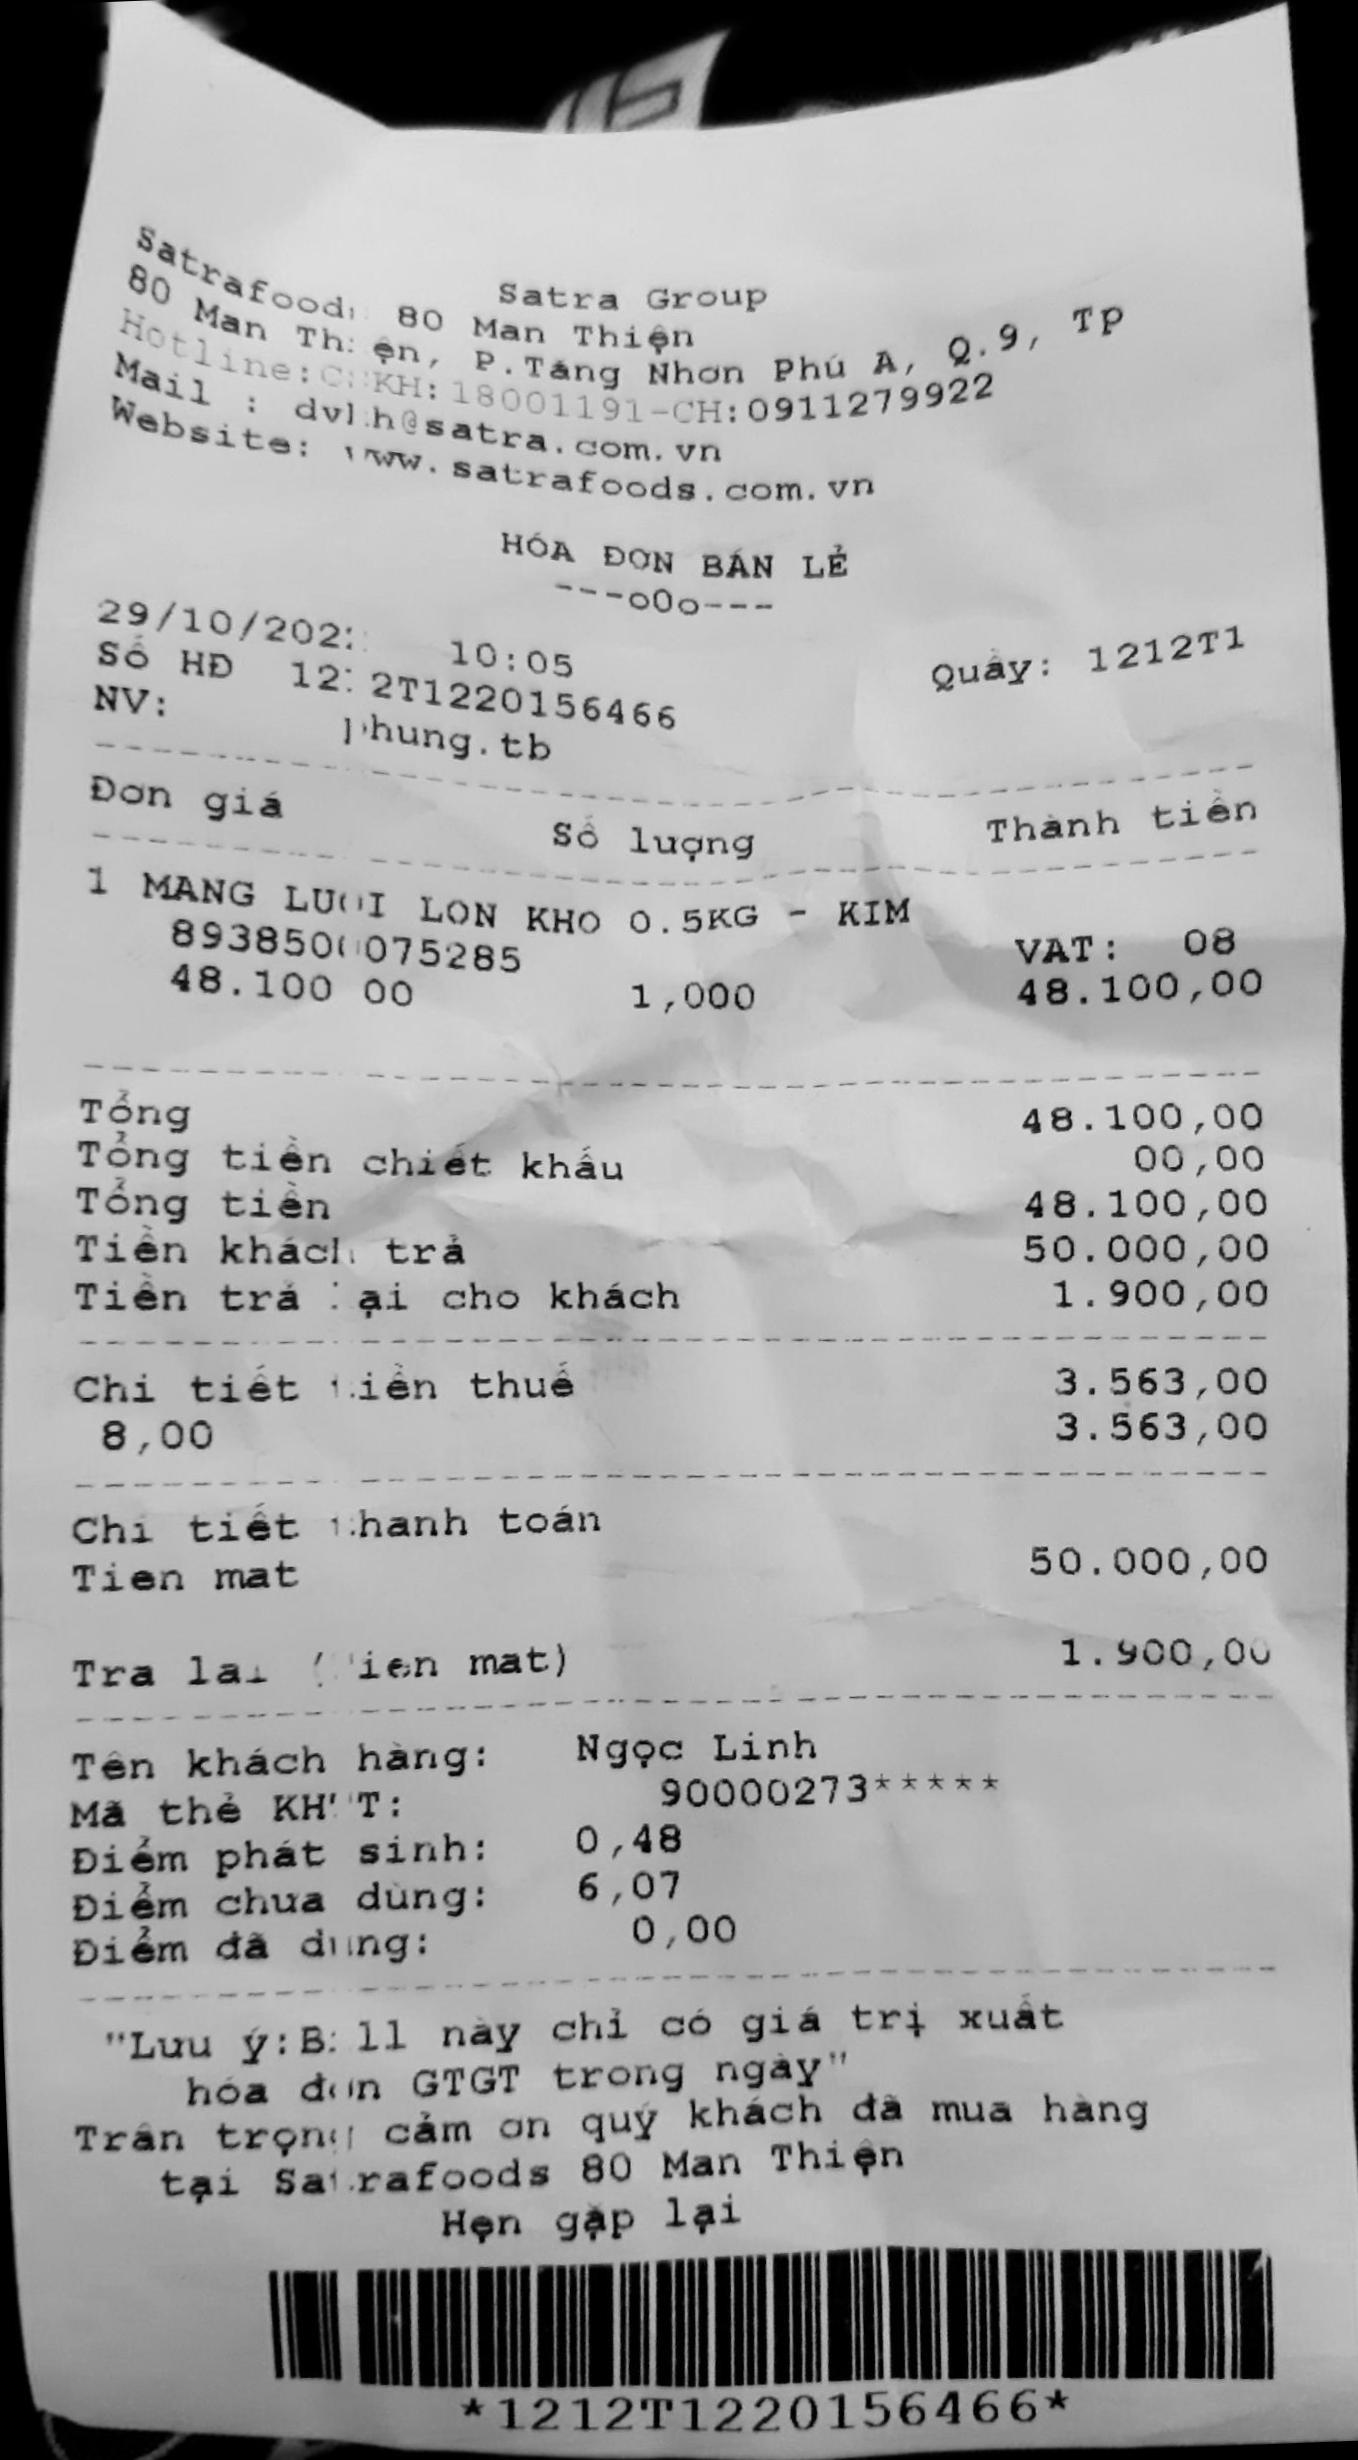 Satra Group
Satrafoods 80 Man Thiện
80 Man Thiện, P.Tăng Nhơn Phú A, Q.9, Tp
Hotline:CSKH:18001191-CH:0911279922
Mail : dvkh@satra.com.vn
Website: www.satrafoods.com.vn
HÓA ĐƠN BÁN LẺ
---oOo---
10:05
Quầy: 1212T1
Số HĐ 1212T1220156466
NV: phung.tb
Đơn giá Số lượng Thành tiền
1 MANG LUOI LON KHO 0.5KG - KIM
8938500075285 VAT: 08
48.100 00 1,000 48.100,00
Tổng 48.100,00
Tổng tiền chiết khấu 00,00
Tổng tiền 48.100,00
Tiền khách trả 50.000,00
Tiền trả lại cho khách 1.900,00
Chi tiết tiền thuế 3.563,00
8,00 3.563,00
Chi tiết thanh toán
Tien mat 50.000,00
Tra lai (Tien mat) 1.900,00
Tên khách hàng: Ngọc Linh
Mã thẻ KHTT: 90000273*****
Điểm phát sinh: 0,48
Điểm chưa dùng: 6,07
Điểm đã dùng: 0,00
"Lưu ý:Bill này chỉ có giá trị xuất
hóa đơn GTGT trong ngày"
Trân trọng cảm ơn quý khách đã mua hàng
tại Satrafoods 80 Man Thiện
Hẹn gặp lại
*1212T1220156466*